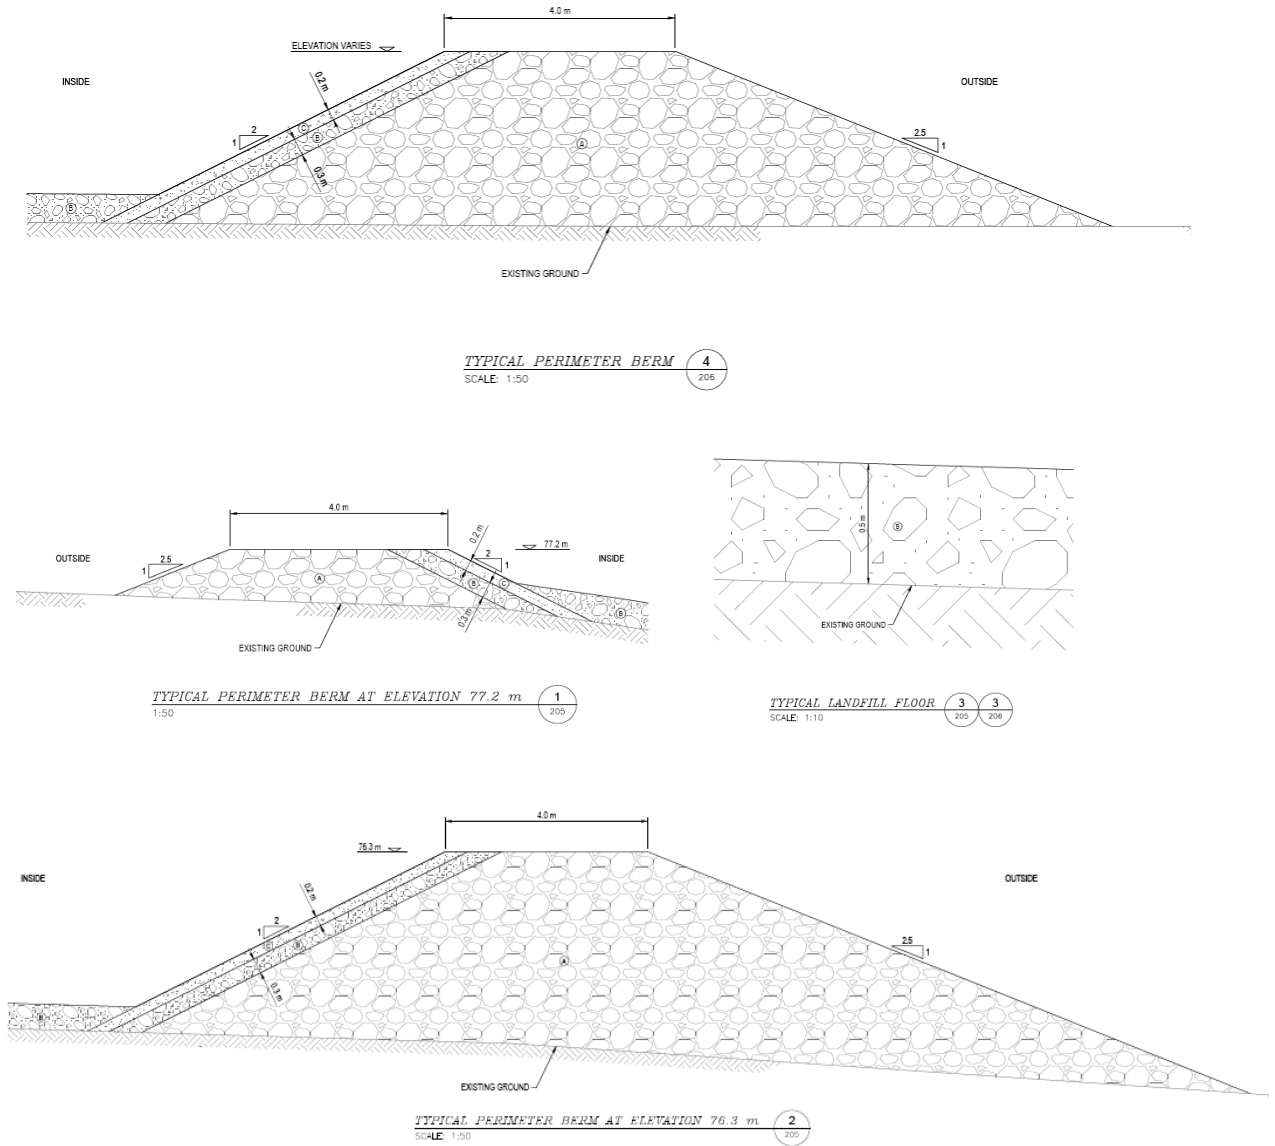 4.0 m
ELEVATION VARIES
INSIDE
OUTSIDE
0.2 m
2
1
C
B
A
2.5
1
0.3 m
B
EXISTING GROUND
TYPICAL PERIMETER BERM
4
206
SCALE: 1:50
4.0 m
OUTSIDE
2.5
1
A
0.2 m
77.2 m
2
1
INSIDE
B
C
B
0.3 m
EXISTING GROUND
TYPICAL PERIMETER BERM AT ELEVATION 77.2 m
1
205
1:50
0.5 m
B
EXISTING GROUND
TYPICAL LANDFILL FLOOR
3
205
3
206
SCALE: 1:10
4.0 m
76.3 m
INSIDE
OUTSIDE
0.2 m
2
1
C
B
2.5
1
A
0.3 m
B
EXISTING GROUND
TYPICAL PERIMETER BERM AT ELEVATION 76.3 m
2
205
SCALE: 1:50